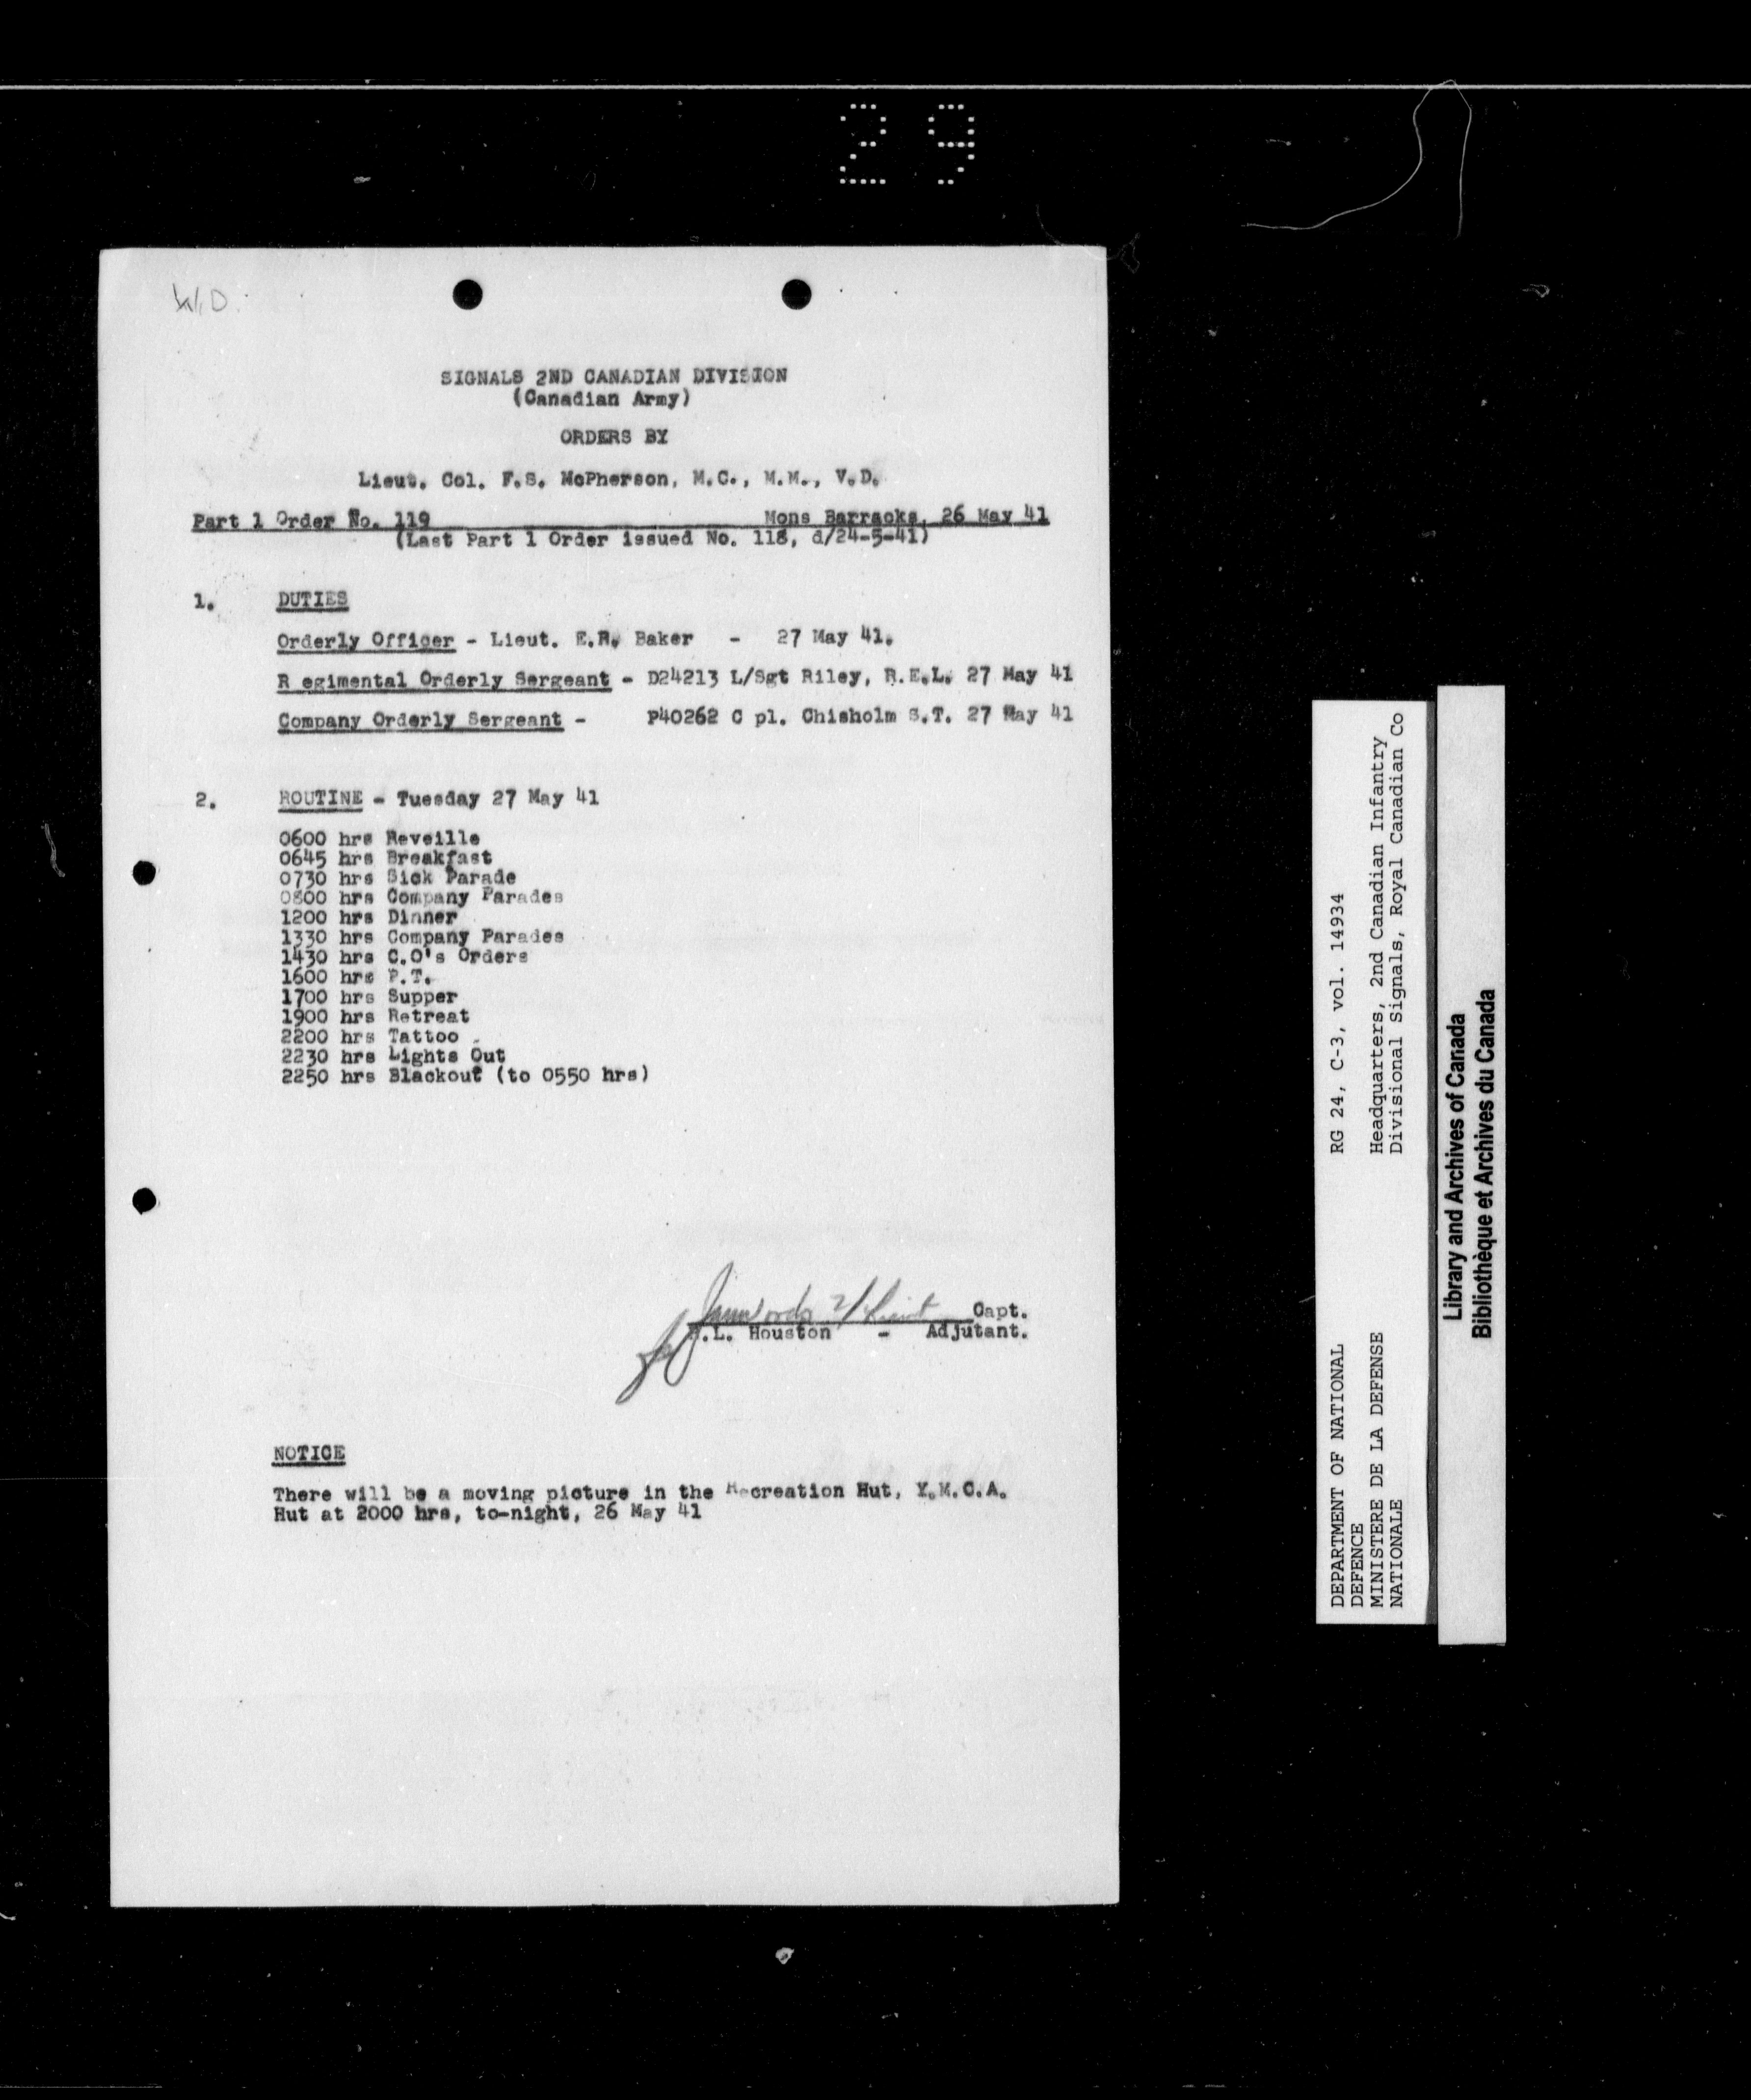 29
W.D.
SIGNALS 2ND CANADIAN DIVISION
(Canadian Army)
ORDERS BY
Lieut. Col. F.S. McPherson, M.C., M.M., V.D.
Part 1 Order No. 119 Mons Barracks, 26 May 41
(Last Part 1 Order issued No. 118, d/24-5-41)
1. DUTIES
Orderly Officer - Lieut. E.R. Baker - 27 May 41.
R egimental Orderly Sergeant - D24213 L/Sgt Riley, R.E.L. 27 May 41
Company Orderly Sergeant - P40262 C pl. Chisholm S.T. 27 May 41
2. ROUTINE - Tuesday 27 May 41
0600 hrs Reveille
0645 hrs Breakfast
0730 hrs Sick Parade
0800 hrs Company Parades
1200 hrs Dinner
1330 hrs Company Parades
1430 hrs C.O's Orders
1600 hrs P.T.
1700 hrs Supper
1900 hrs Retreat
2200 hrs Tattoo
2230 hrs Lights Out
2250 hrs Blackout (to 0550 hrs)
2/Lieut Capt.
.L. Houston - Adjutant.
NOTICE
There will be a moving picture in the Recreation Hut, Y.M.C.A.
Hut at 2000 hrs, to-night, 26 May 41
DEPARTMENT OF NATIONAL
DEFENCE
MINISTERE DE LA DEFENSE
NATIONALE
RG 24, C-3, vol. 14934
Headquarters, 2nd Canadian Infantry
Divisional Signals, Royal Canadian Co
Library and Archives of Canada
Bibliothèque et Archives du Canada